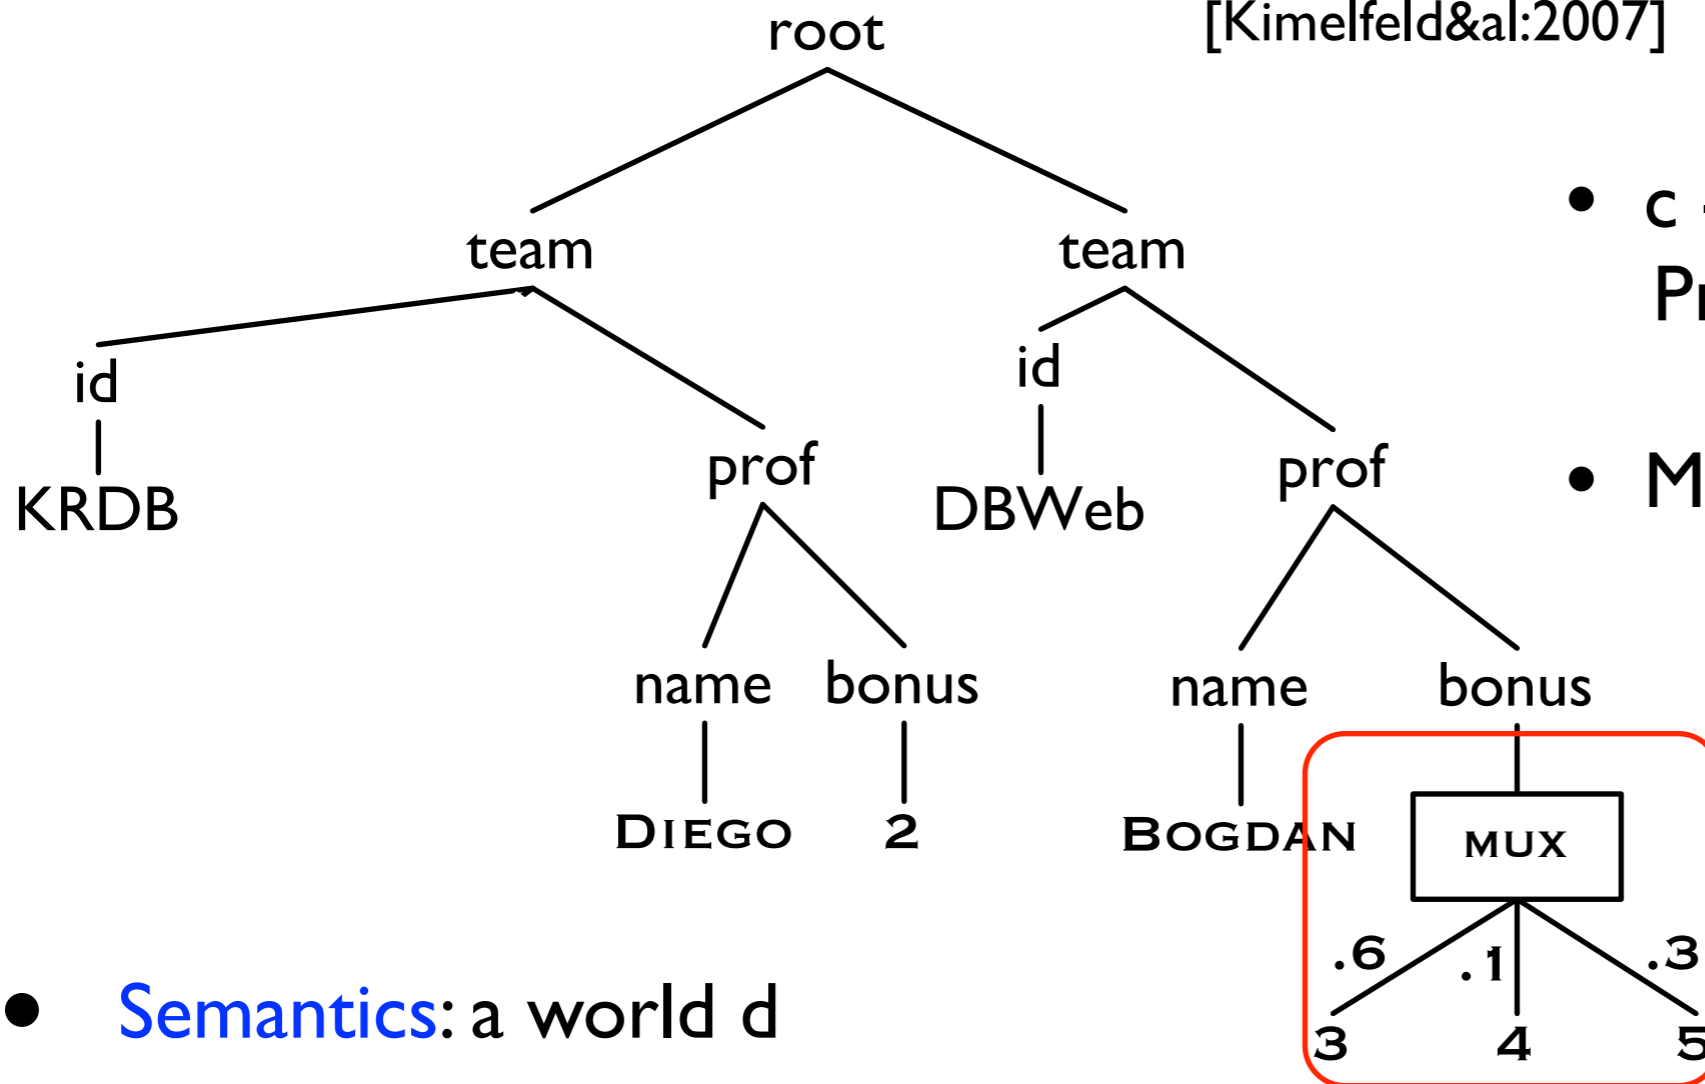 root
[Kimelfeld&al:2007]
• c
team
team
Pr
id
id
prof
prof
• M
KRDB
DBWeb
name
bonus
name
bonus
DIEGO
2
BOGDAN
MUX
.6
.1
.3
• Semantics: a world d
3
4
5